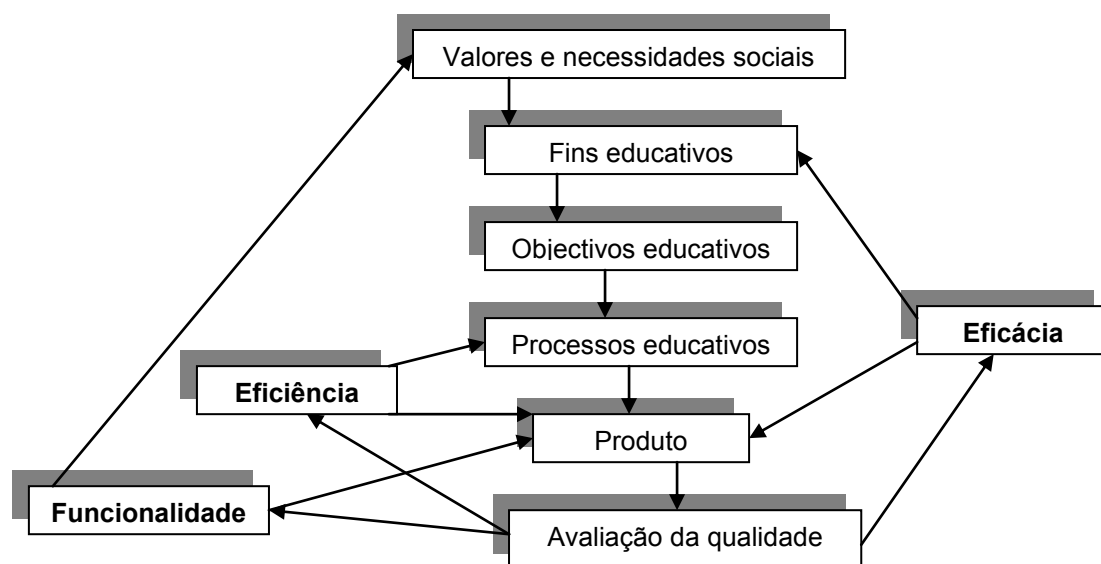 Valores e necessidades sociais
Fins educativos
Objectivos educativos
Processos educativos
Eficácia
Eficiência
Produto
Funcionalidade
Avaliação da qualidade